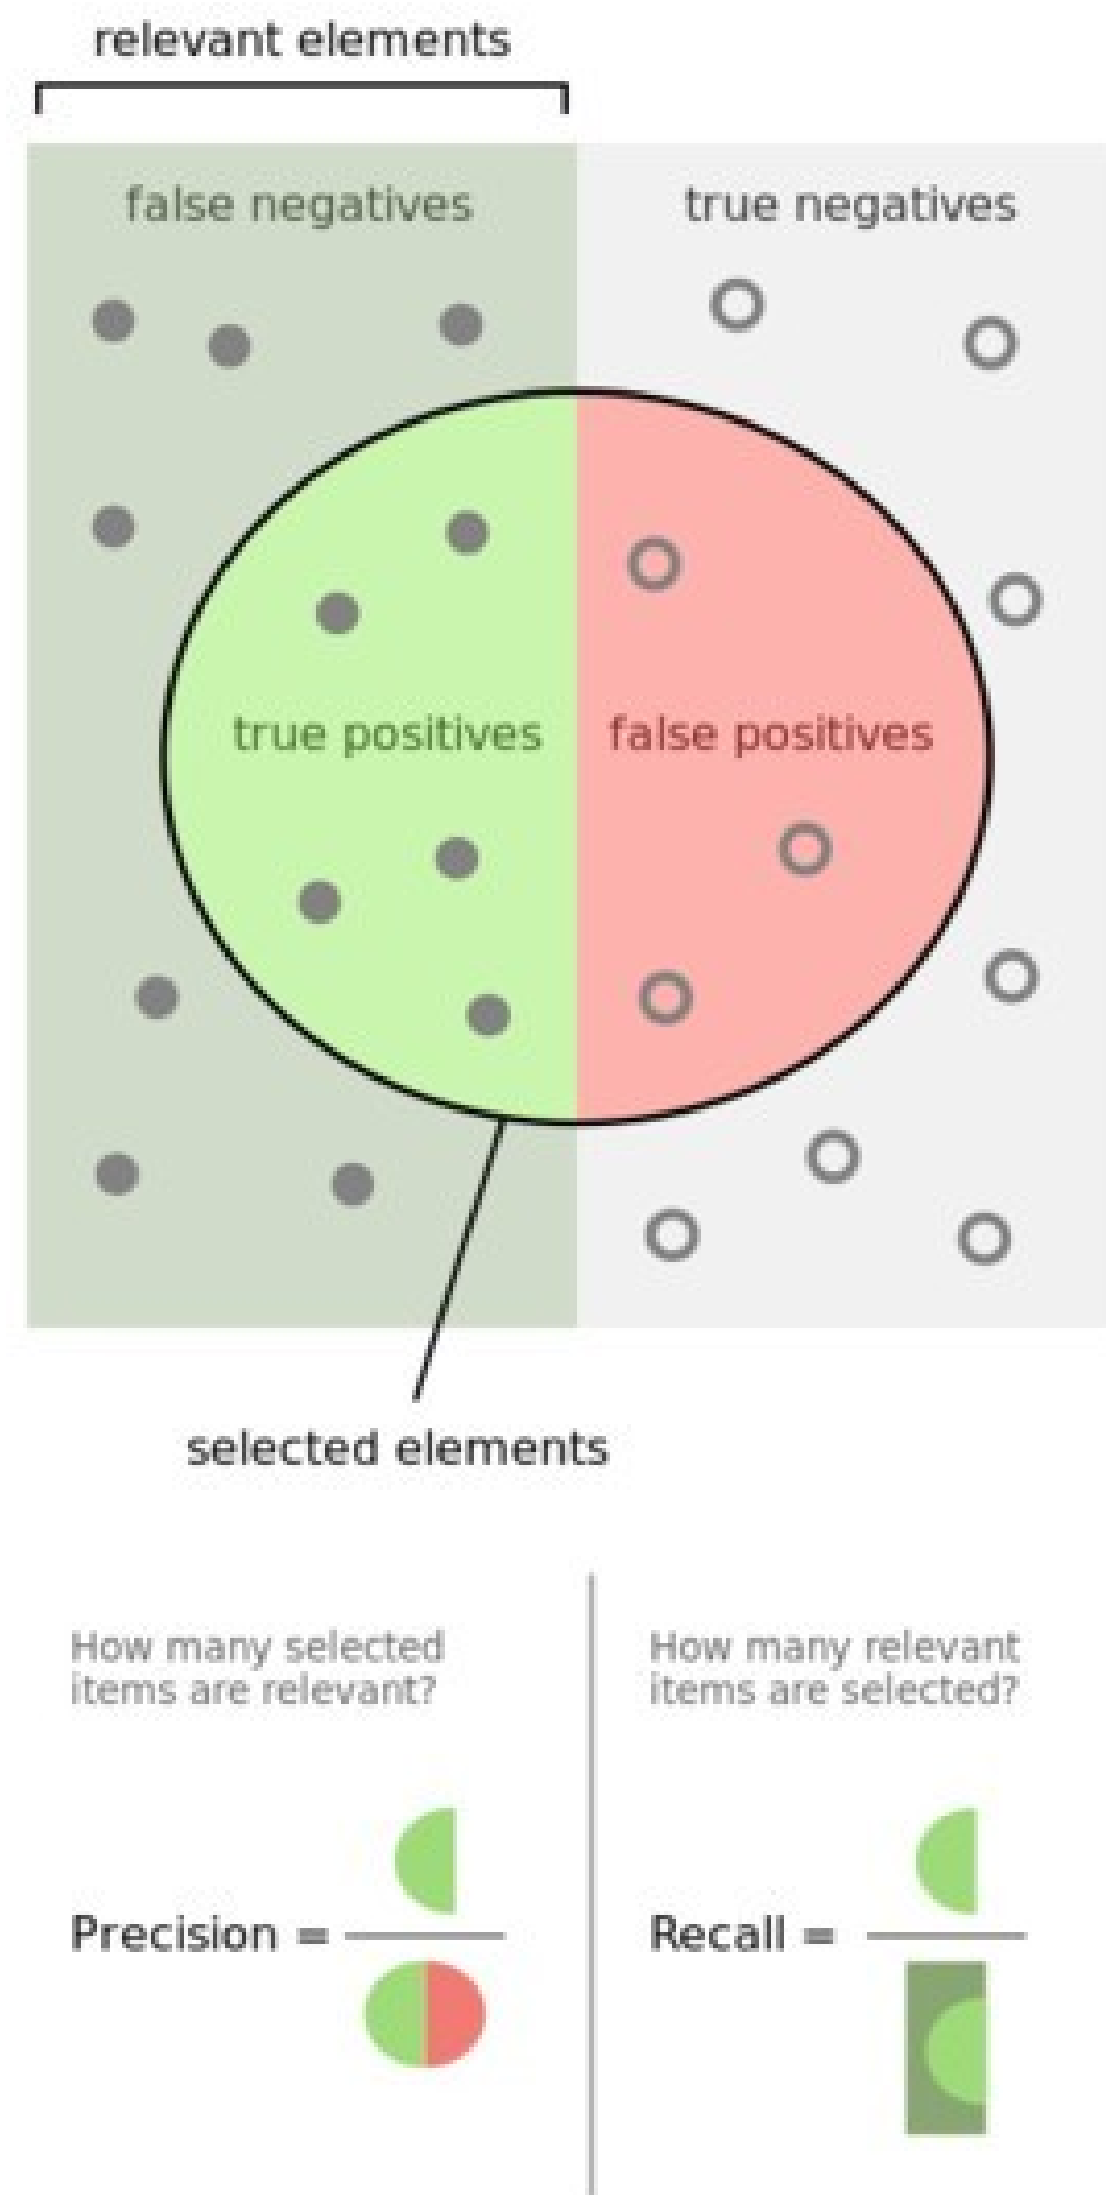 relevant elements
false negatives
true negatives
true positives
false positives
selected elements
How many selected
items are relevant?
How many relevant
items are selected?
Precision =
Recall =